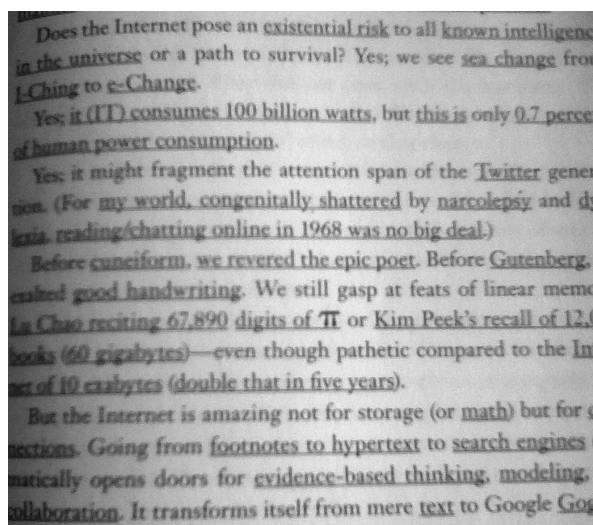 Does the Internet pose an existential risk to all known intelligenc
in the universe or a path to survival? Yes; we see sea change fro
I-Ching to e-Change.
Yes; it (IT) consumes 100 billion watts, but this is only 0.7 perce
of human power consumption.
Yes; it might fragment the attention span of the Twitter gener
tion. (For my world, congenitally shattered by narcolepsy and dy
lexia, reading/chatting online in 1968 was no big deal.)
Before cuneiform, we revered the epic poet. Before Gutenberg,
exalted good handwriting. We still gasp at feats of linear memo
Lu Chao reciting 67,890 digits of π or Kim Peek's recall of 12,0
books (60 gigabytes)—even though pathetic compared to the In
net of 10 exabytes (double that in five years).
But the Internet is amazing not for storage (or math) but for
nections. Going from footnotes to hypertext to search engines
matically opens doors for evidence-based thinking, modeling,
ollaboration. It transforms itself from mere text to Google Gog